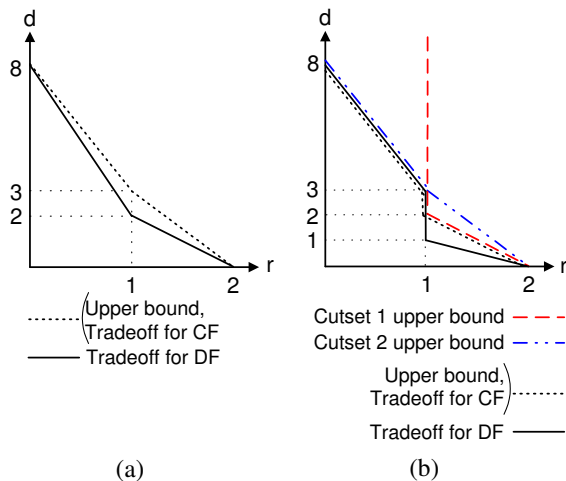 d
8
3
2
1
2
r
Upper bound,
Tradeoff for CF
Tradeoff for DF
(a)
d
8
3
2
1
1
2
r
Cutset 1 upper bound
Cutset 2 upper bound
Upper bound,
Tradeoff for CF
Tradeoff for DF
(b)